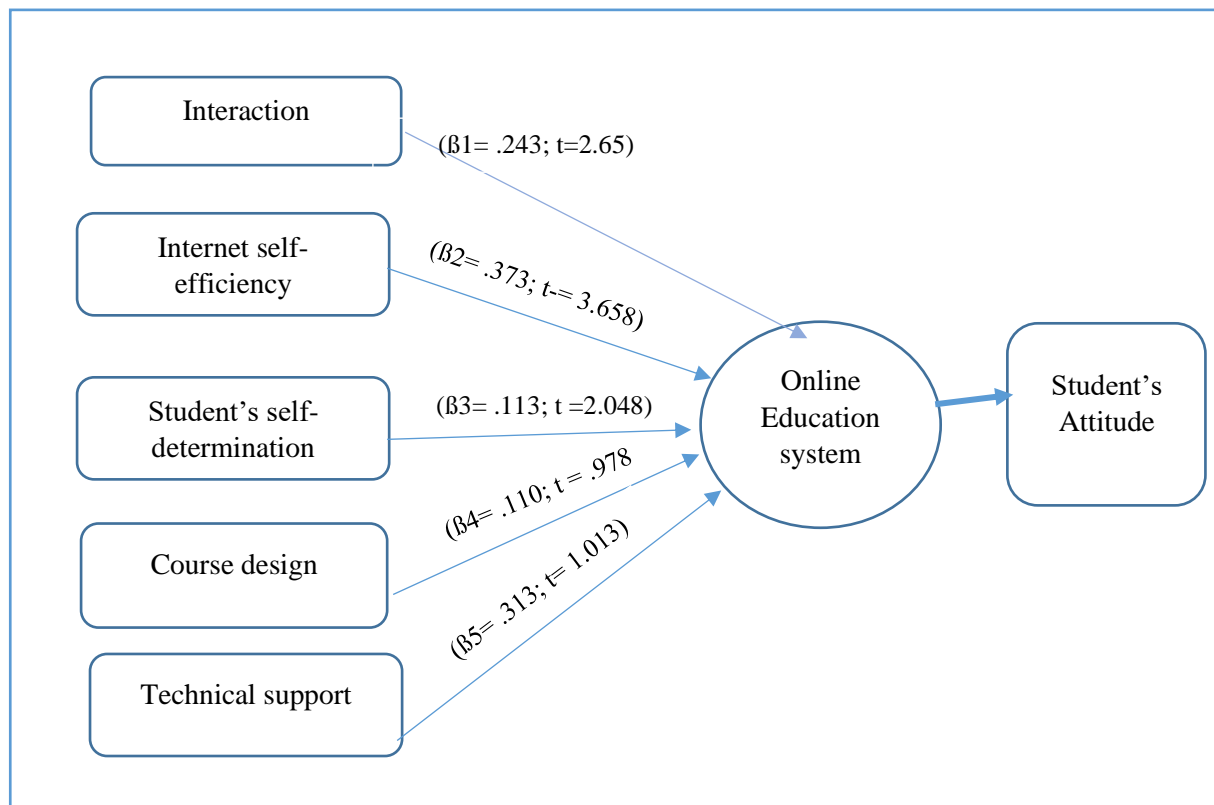 Interaction
(ß1= .243; t=2.65)
Internet self-
efficiency
(ß2= .373; t-= 3.658)
Student’s self-
determination
(ß3= .113; t =2.048)
Course design
(ß4= .110; t = .978
Technical support
(ß5= .313; t= 1.013)
Online
Education
system
Student’s
Attitude